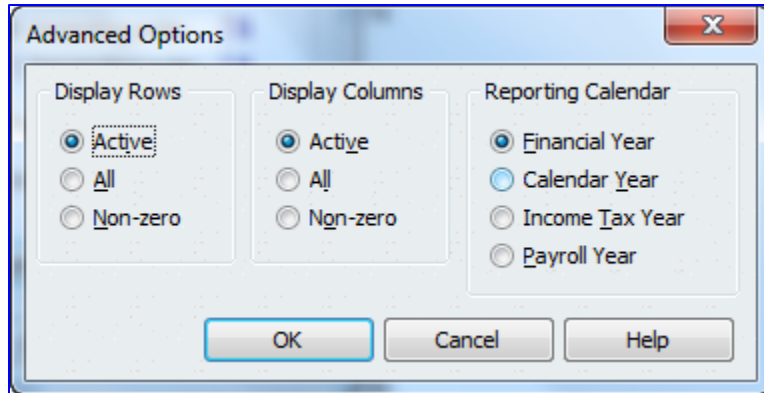 Advanced Options
Display Rows
Active
All
Non-zero
Display Columns
Active
All
Non-zero
Reporting Calendar
Financial Year
Calendar Year
Income Tax Year
Payroll Year
OK
Cancel
Help